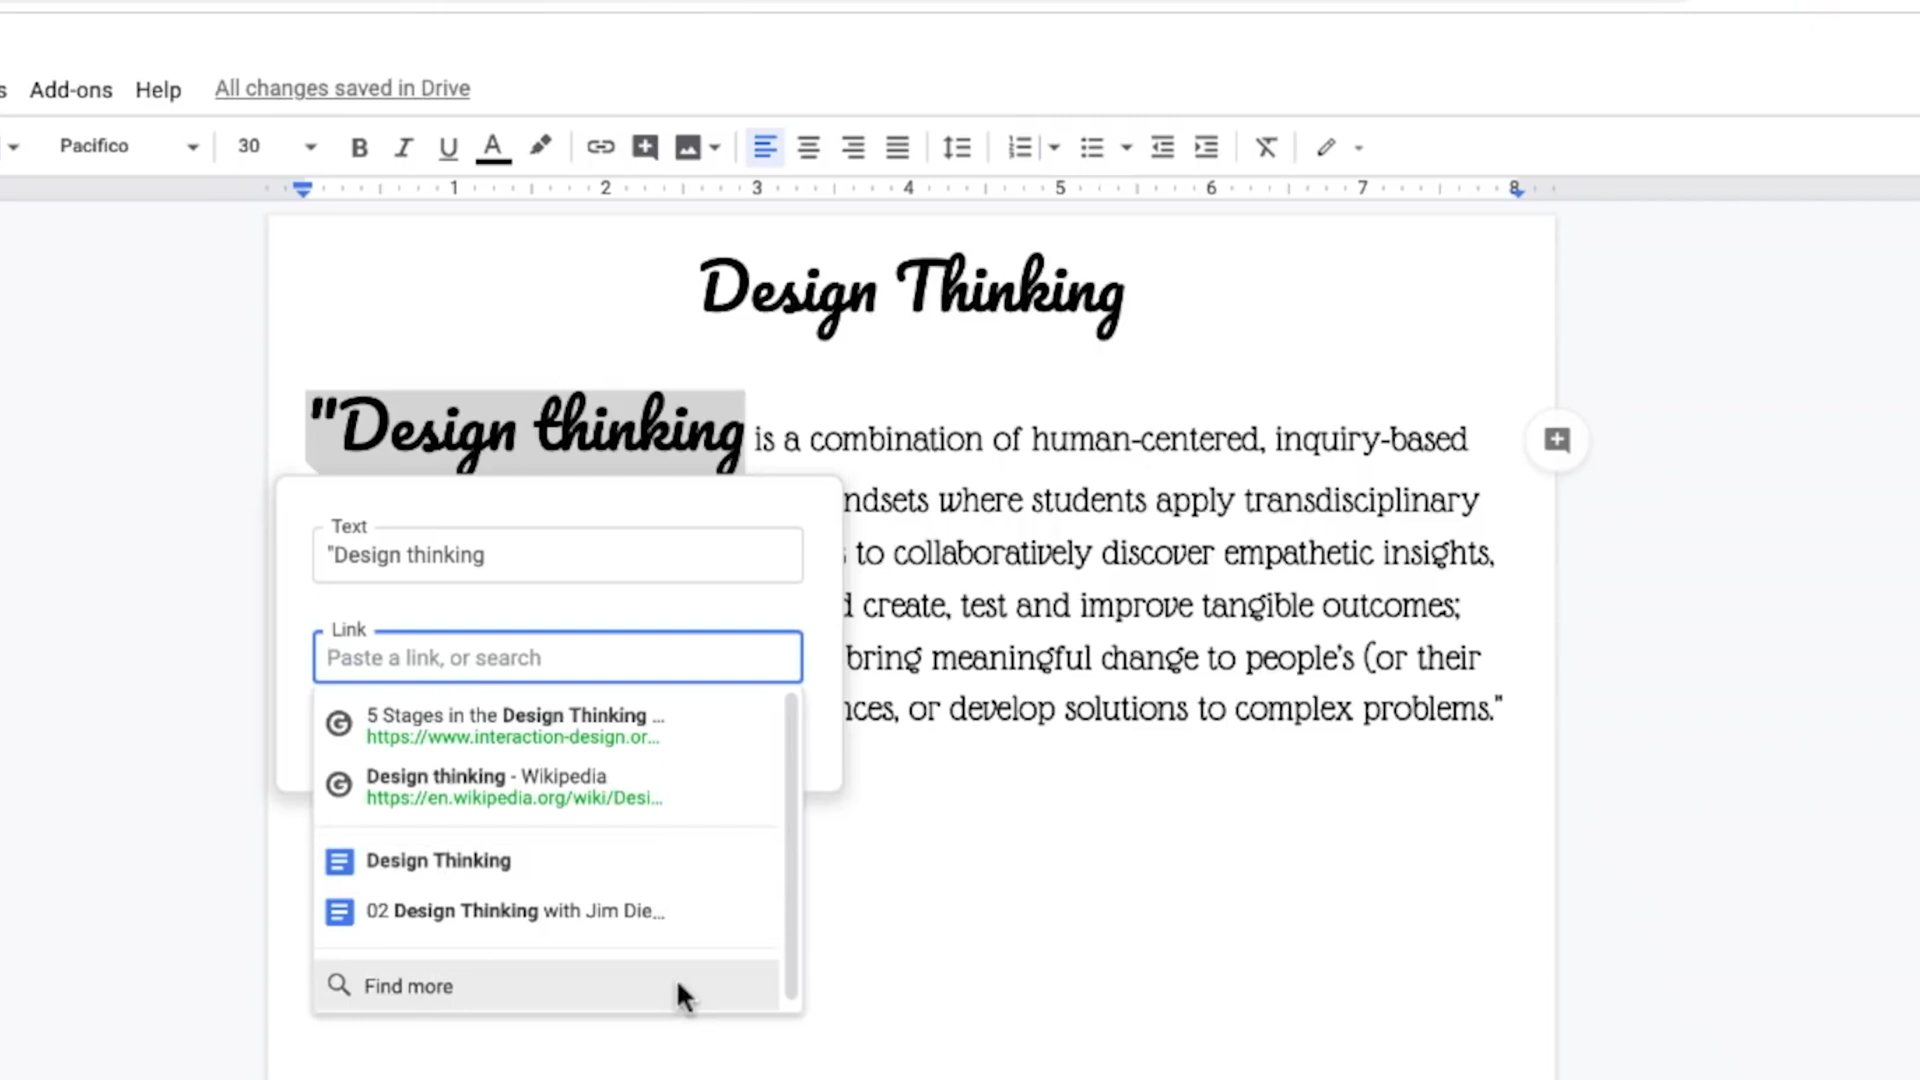 s Add-ons Help All changes saved in Drive
Pacifico 30 B I U A
1 2 3 4 5 6 7 8
Design Thinking
"Design thinking is a combination of human-centered, inquiry-based
ndsets where students apply transdisciplinary
s to collaboratively discover empathetic insights,
d create, test and improve tangible outcomes;
bring meaningful change to people's (or their
nces, or develop solutions to complex problems."
Text
"Design thinking
Link
Paste a link, or search
5 Stages in the Design Thinking ...
https://www.interaction-design.or...
Design thinking - Wikipedia
https://en.wikipedia.org/wiki/Desi...
Design Thinking
02 Design Thinking with Jim Die...
Find more